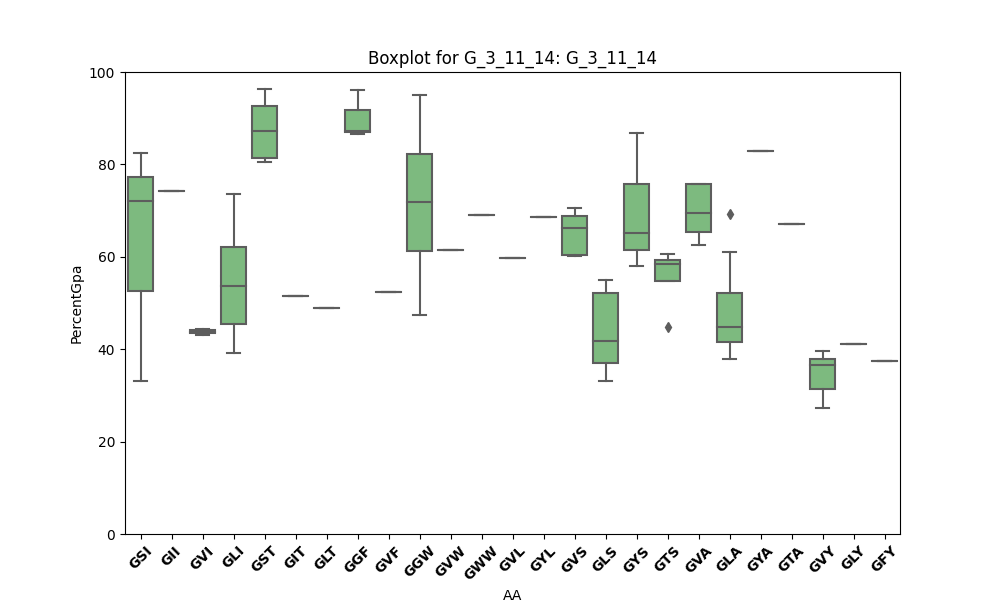 Boxplot for G_3_11_14: G_3_11_14
100
80
60
40
20
0
PercentGpa
GSI GII GVI GLI GST GIT GLT GGF GVF GGW GVW GWW GVL GYL GVS GLS GYS GTS GVA GLA GYA GTA GVY GLY GFY
AA